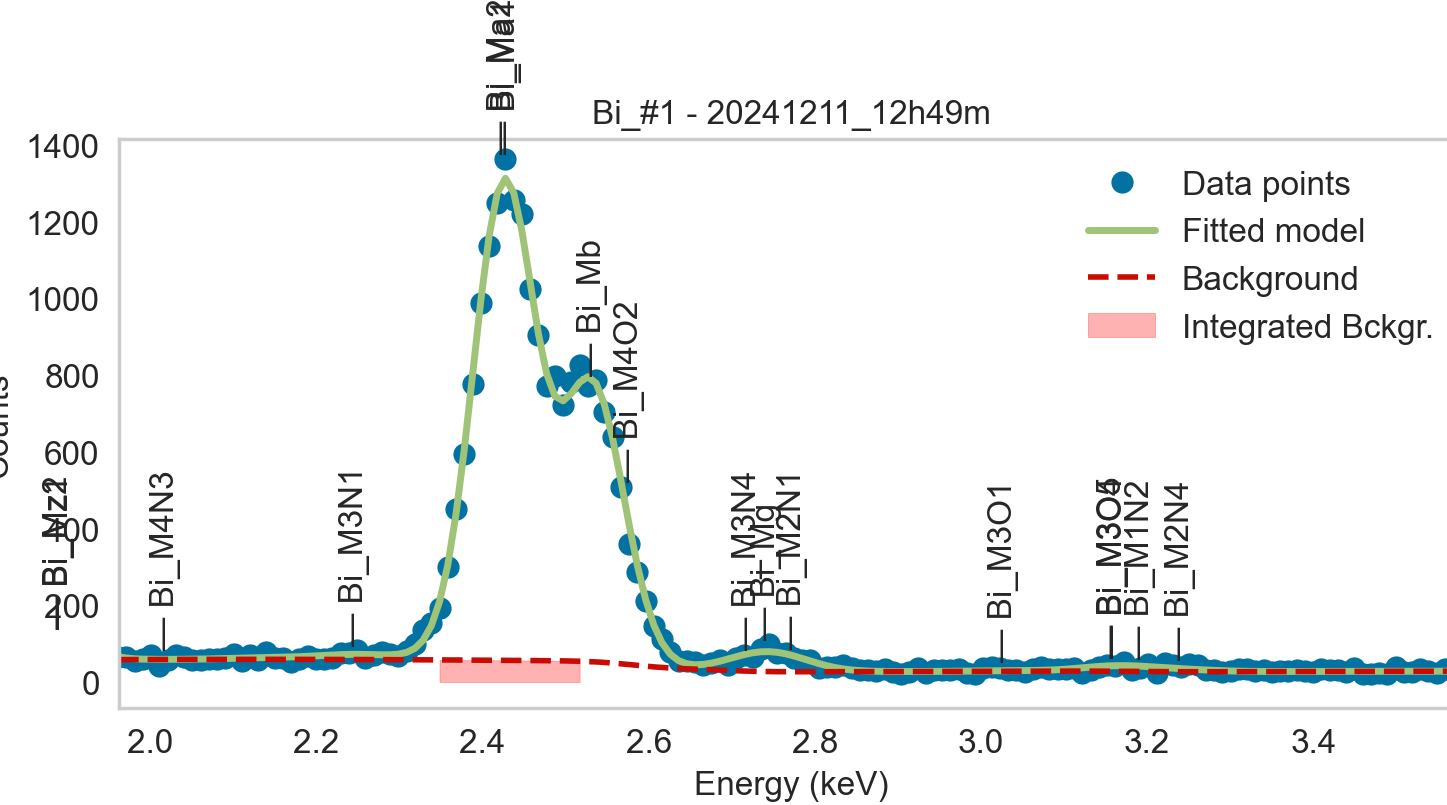 Bi_#1 - 20241211_12h49m
1400
1200
1000
800
600
400
200
0
Data points
Fitted model
Background
Integrated Bckgr.
Bi_Mb
Bi_M4O2
Bi_M4N3
Bi_M3N1
Bi_M3N4
Bi_Mg
Bi_M2N1
Bi_M3O1
Bi_M1N2
Bi_M2N4
2.0
2.2
2.4
2.6
2.8
3.0
3.2
3.4
Energy (keV)